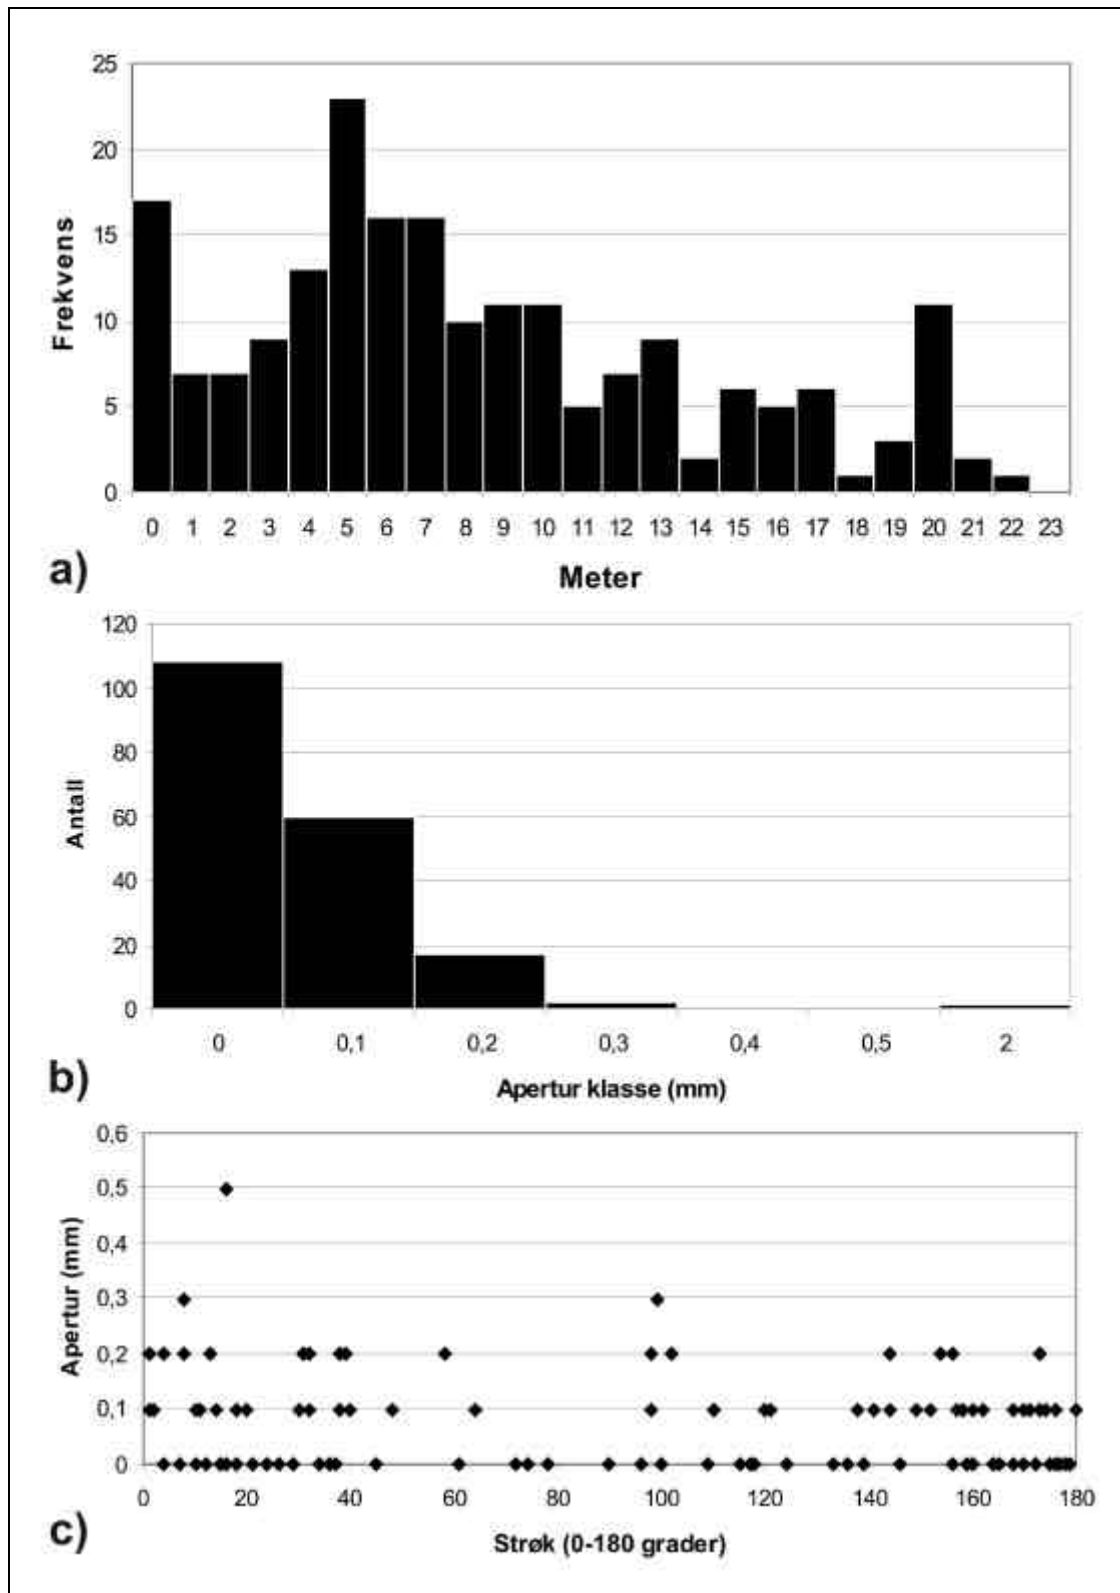 25
20
15
10
5
0
Frekvens
0 1 2 3 4 5 6 7 8 9 10 11 12 13 14 15 16 17 18 19 20 21 22 23
a)
Meter
120
100
80
60
40
20
0
Antall
0 0,1 0,2 0,3 0,4 0,5 2
b)
Apertur klasse (mm)
0,6
0,5
0,4
0,3
0,2
0,1
0
Apertur (mm)
0 20 40 60 80 100 120 140 160 180
c)
Strøk (0-180 grader)